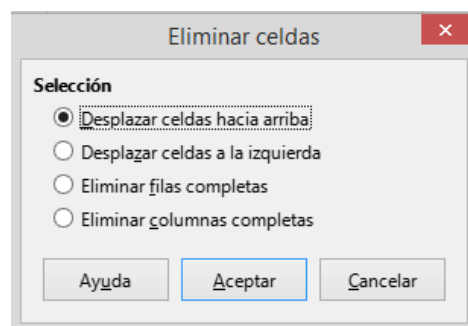 Eliminar celdas
Selección
Desplazar celdas hacia arriba
Desplazar celdas a la izquierda
Eliminar filas completas
Eliminar columnas completas
Ayuda Aceptar Cancelar